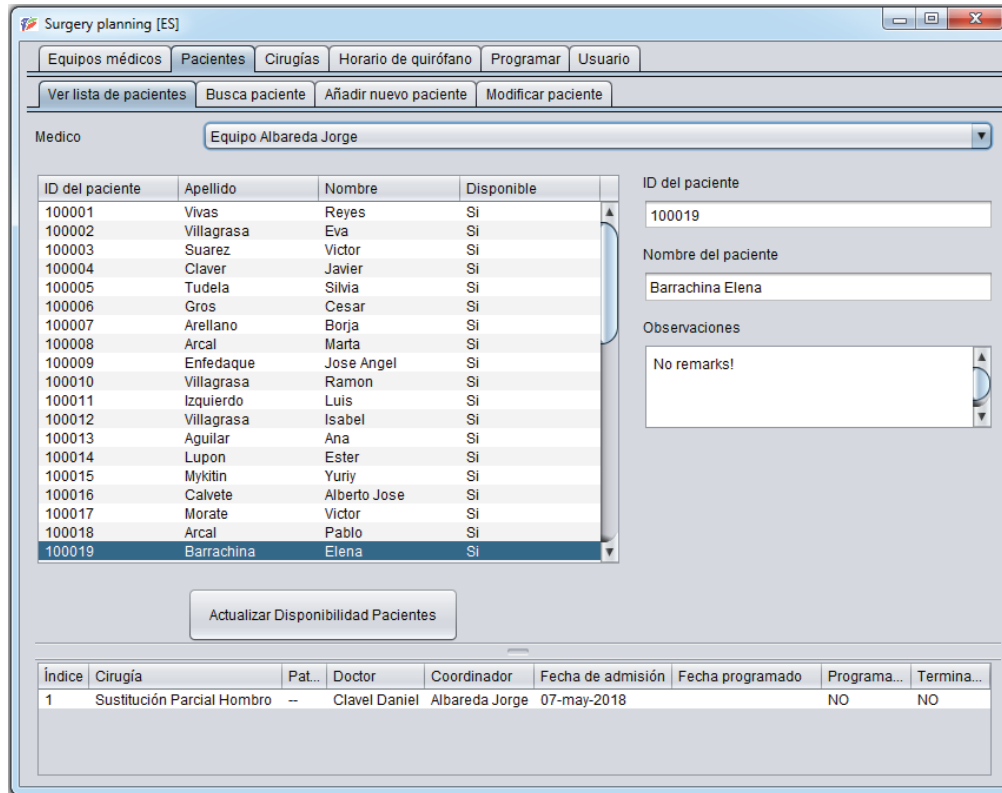 Surgery planning [ES]
Equipos médicos Pacientes Cirugías Horario de quirófano Programar Usuario
Ver lista de pacientes Busca paciente Añadir nuevo paciente Modificar paciente
Medico Equipo Albareda Jorge
ID del paciente Apellido Nombre Disponible
100001 Vivas Reyes Si
100002 Villagrasa Eva Si
100003 Suarez Victor Si
100004 Claver Javier Si
100005 Tudela Silvia Si
100006 Gros Cesar Si
100007 Arellano Borja Si
100008 Arcal Marta Si
100009 Enfedaque Jose Angel Si
100010 Villagrasa Ramon Si
100011 Izquierdo Luis Si
100012 Villagrasa Isabel Si
100013 Aguilar Ana Si
100014 Lupon Ester Si
100015 Mykitin Yuriy Si
100016 Calvete Alberto Jose Si
100017 Morate Victor Si
100018 Arcal Pablo Si
100019 Barrachina Elena Si
ID del paciente
100019
Nombre del paciente
Barrachina Elena
Observaciones
No remarks!
Actualizar Disponibilidad Pacientes
Índice Cirugía Pat... Doctor Coordinador Fecha de admisión Fecha programado Programa... Termina...
1 Sustitución Parcial Hombro -- Clavel Daniel Albareda Jorge 07-may-2018 NO NO